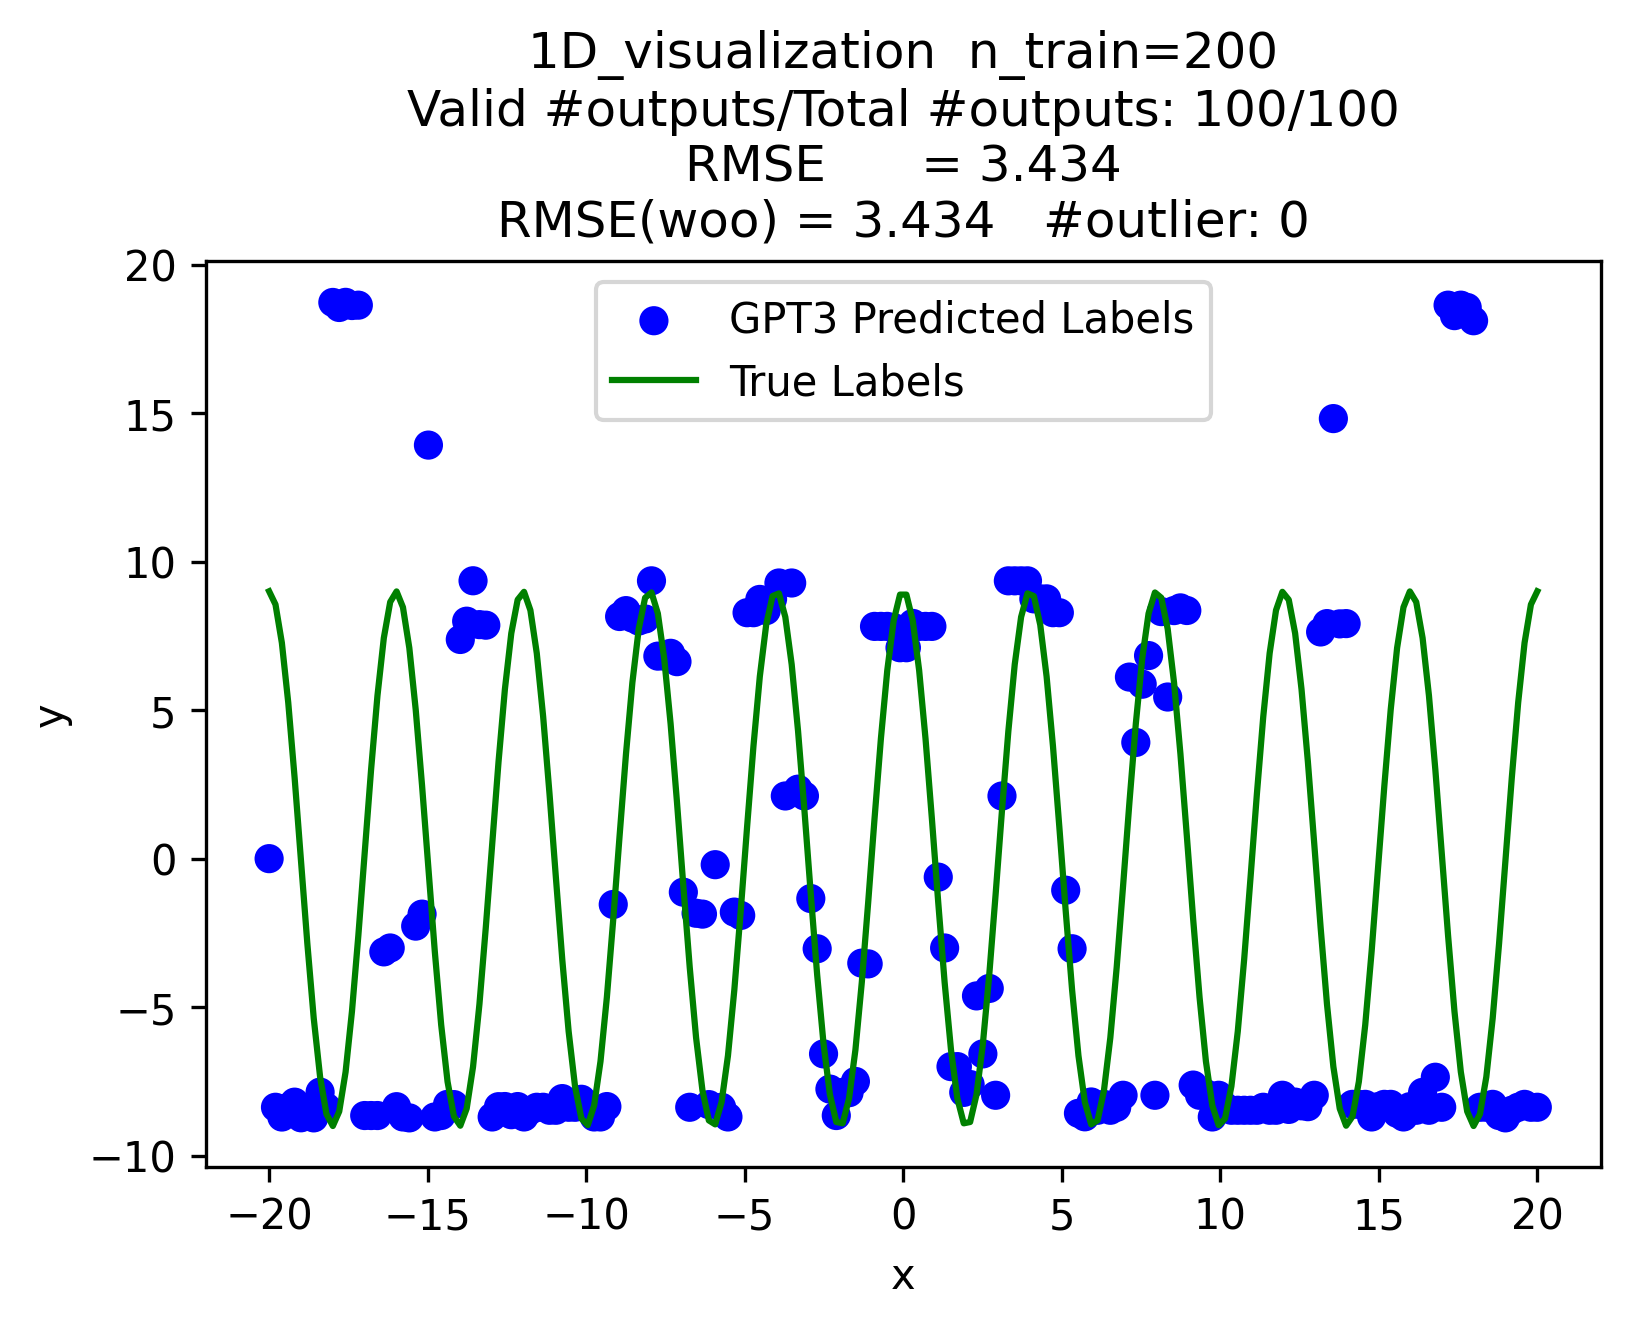 1D_visualization  n_train=200
Valid #outputs/Total #outputs: 100/100
RMSE      = 3.434
RMSE(woo) = 3.434   #outlier: 0
GPT3 Predicted Labels
True Labels
20
15
10
5
0
−5
−10
y
−20 −15 −10 −5 0 5 10 15 20
x